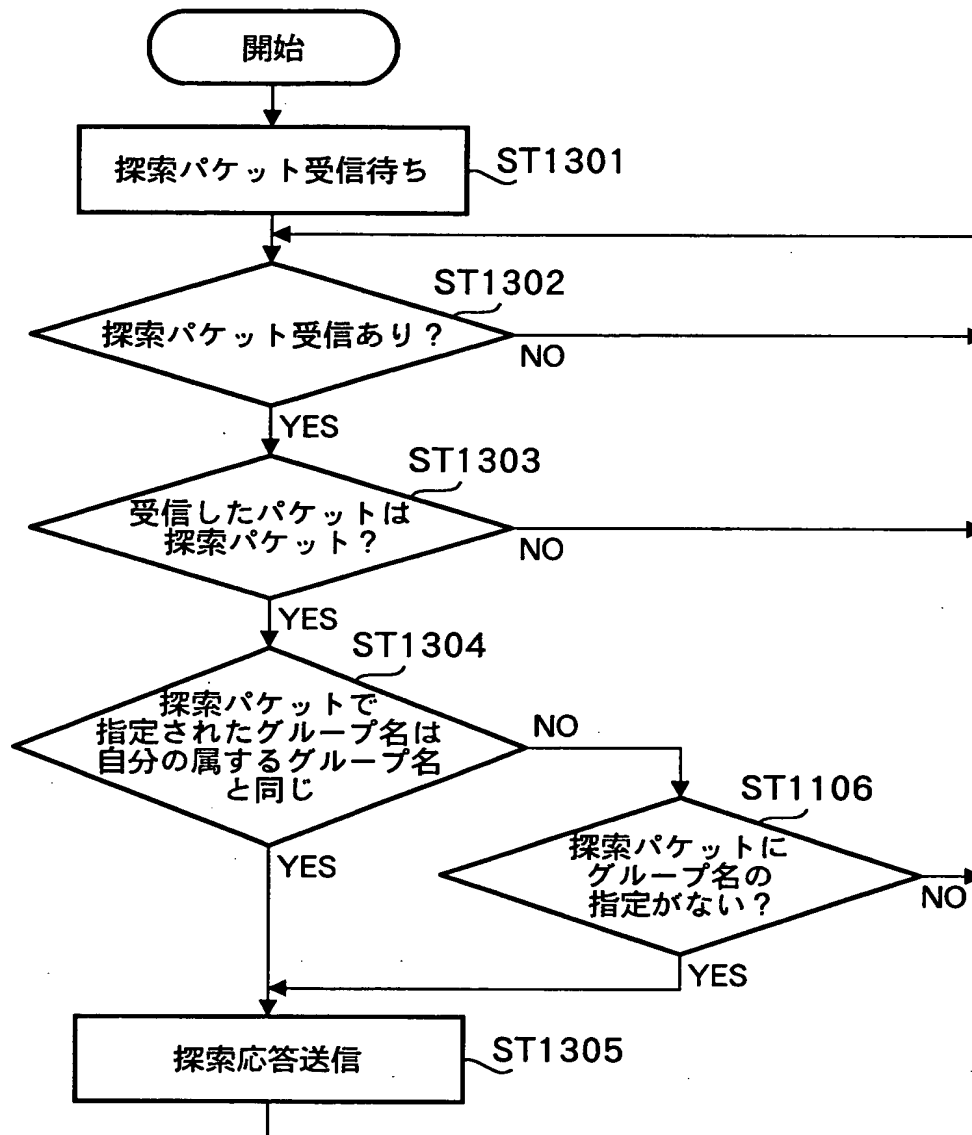 開始
探索パケット受信待ち
ST1301
ST1302
探索パケット受信あり？
NO
YES
ST1303
受信したパケットは
探索パケット？
NO
YES
ST1304
探索パケットで
指定されたグループ名は
自分の属するグループ名
と同じ
NO
YES
ST1106
探索パケットに
グループ名の
指定がない？
NO
YES
探索応答送信
ST1305